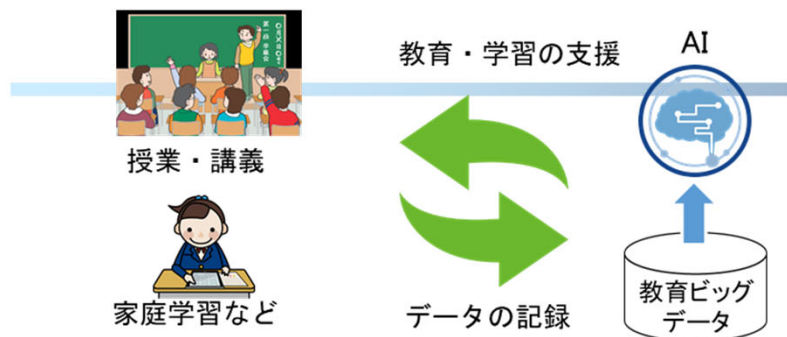 教育・学習の支援
AI
授業・講義
家庭学習など
データの記録
教育ビッグ
データ